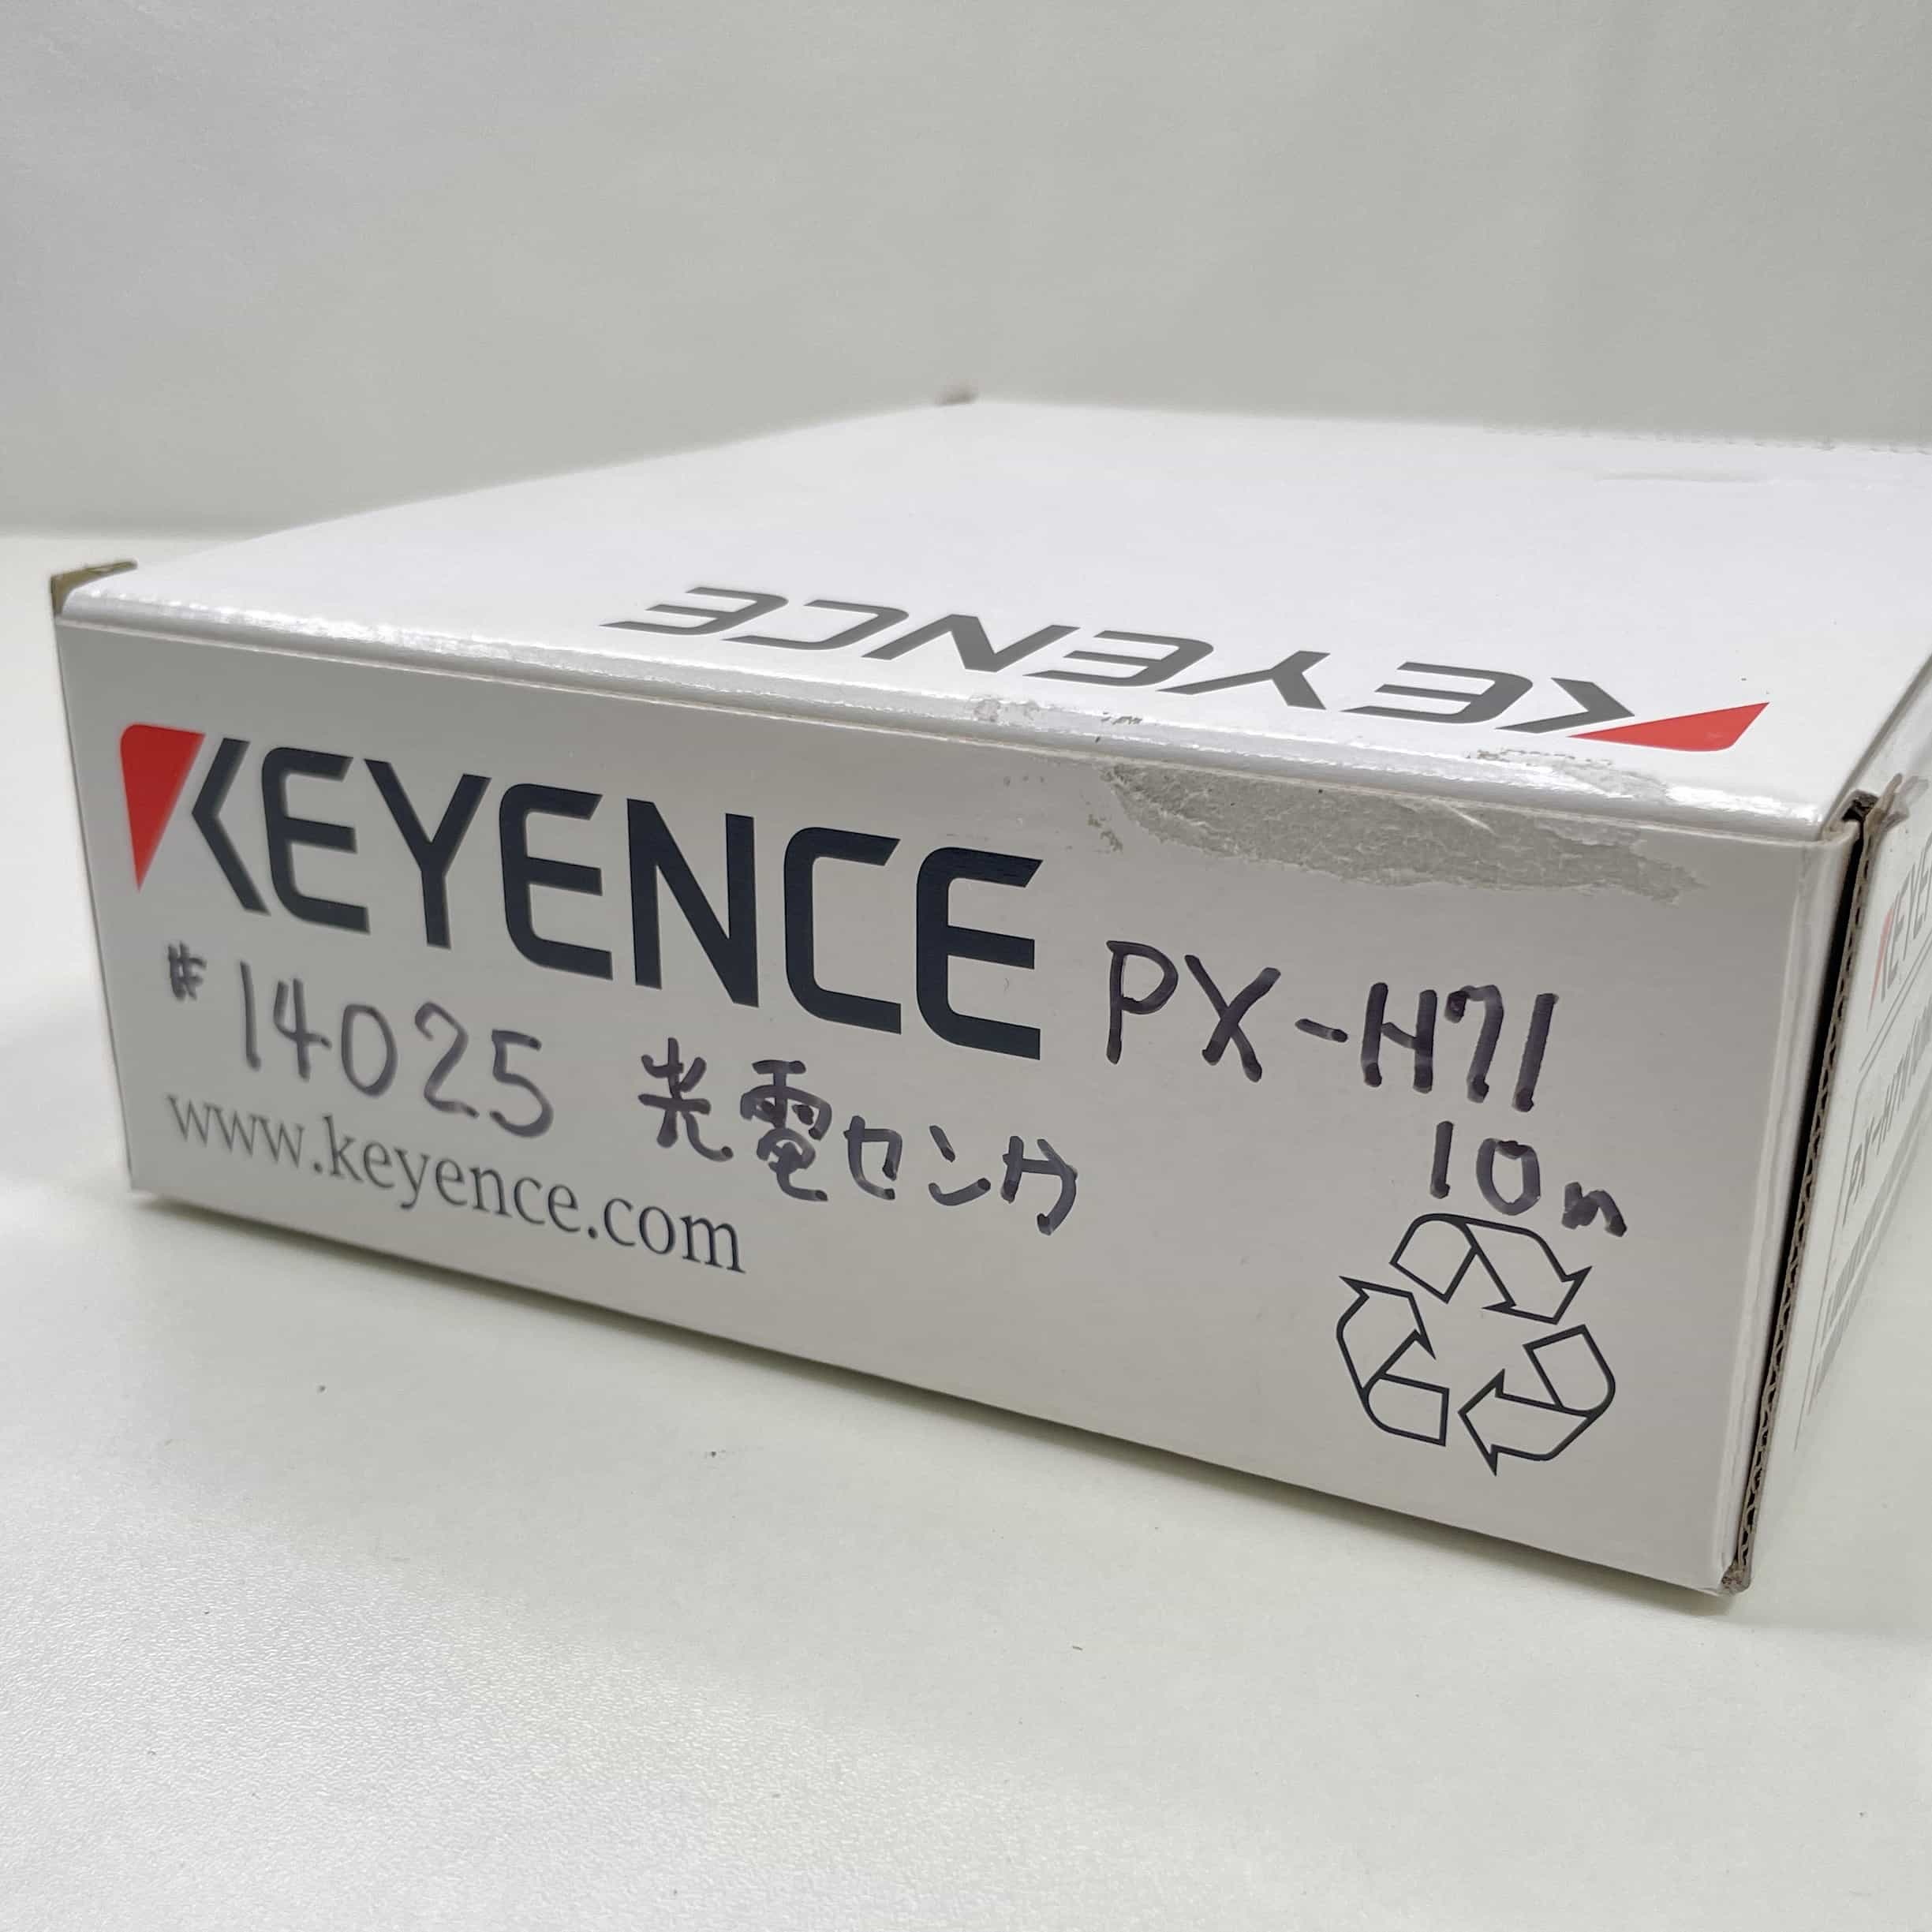 KEYENCE
KEYENCE PX-H71
#14025 光電センサ 10m
www.keyence.com